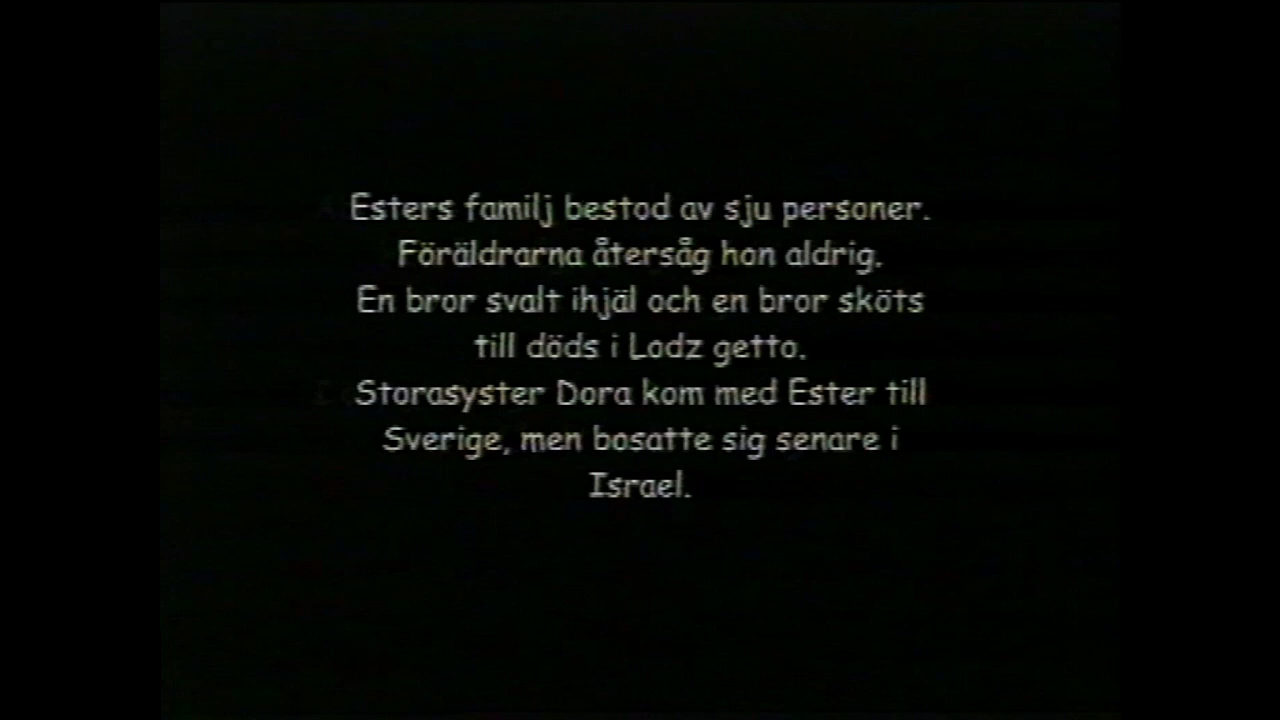 Esters familj bestod av sju personer.
Föräldrarna återsåg hon aldrig.
En bror svalt ihjäl och en bror sköts
till döds i Lodz getto.
Storasyster Dora kom med Ester till
Sverige, men bosatte sig senare i
Israel.